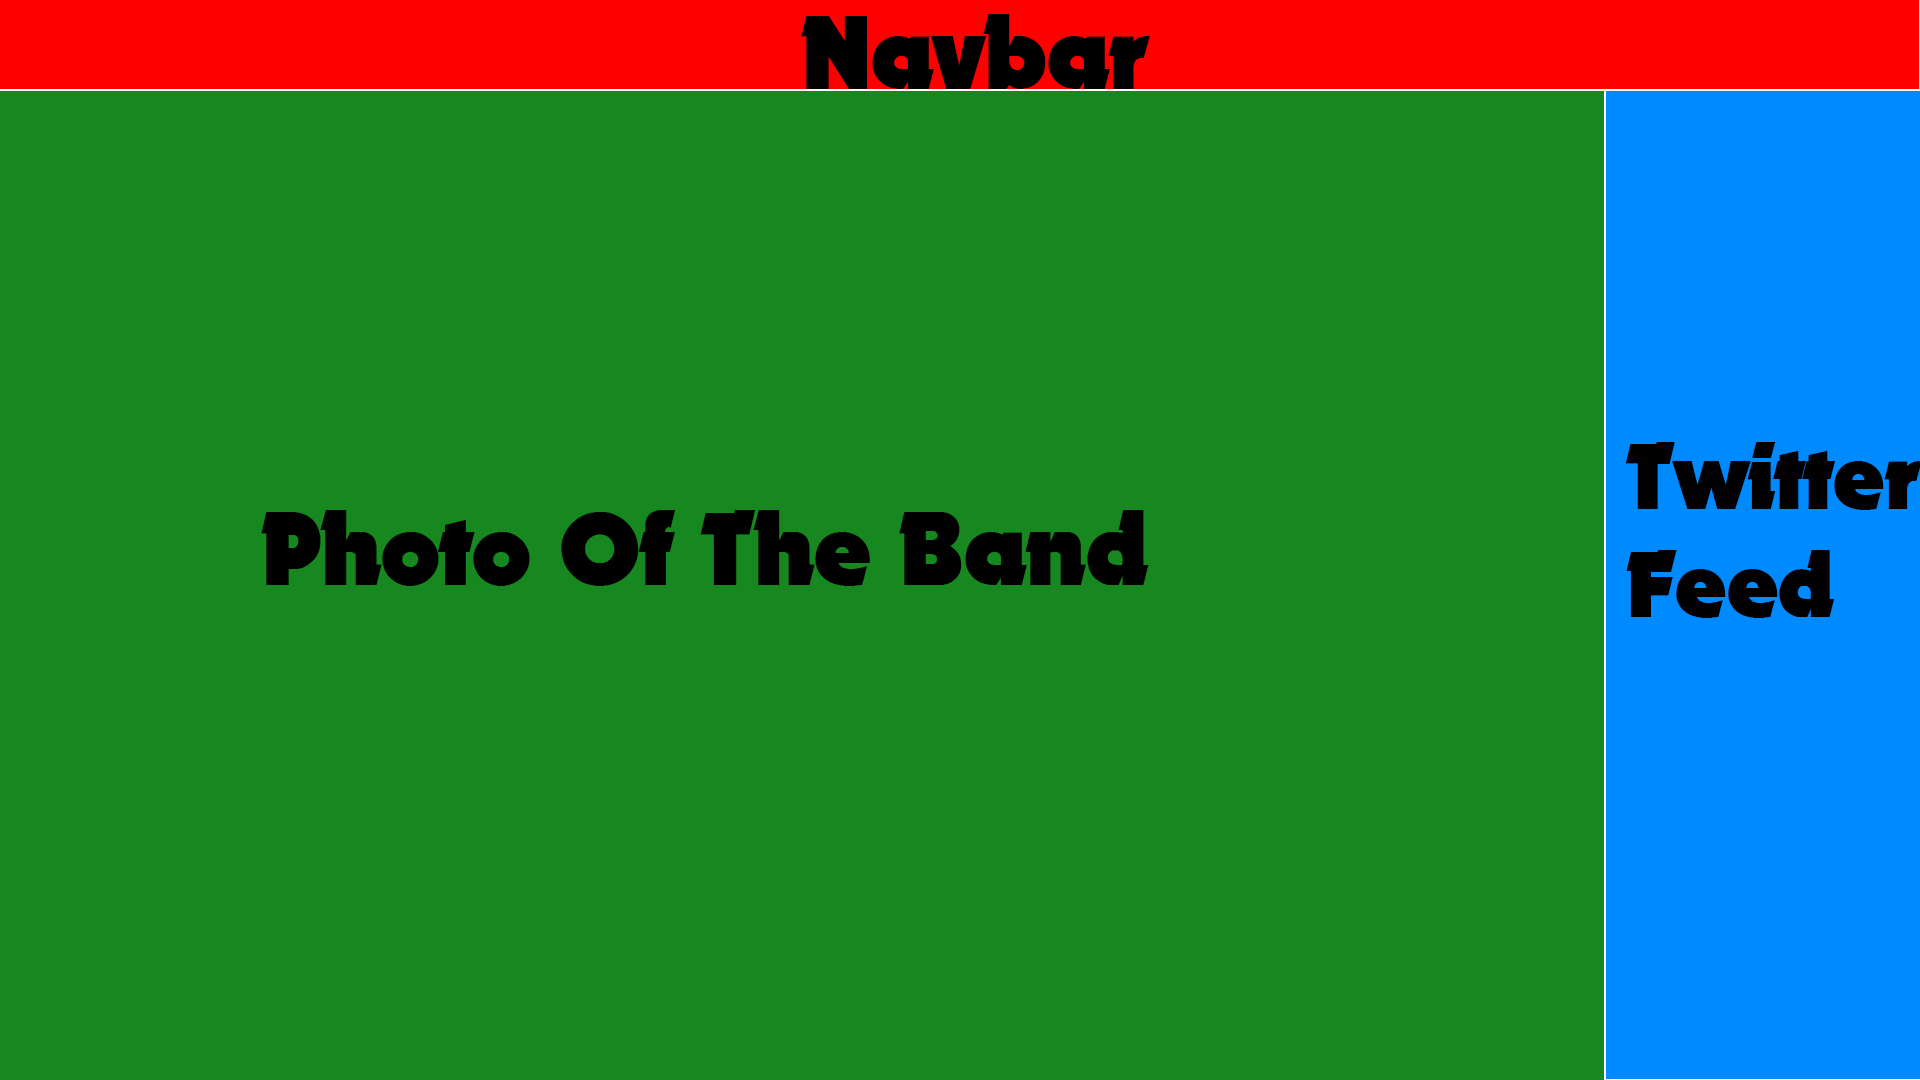 Navbar
Photo Of The Band
Twitter
Feed